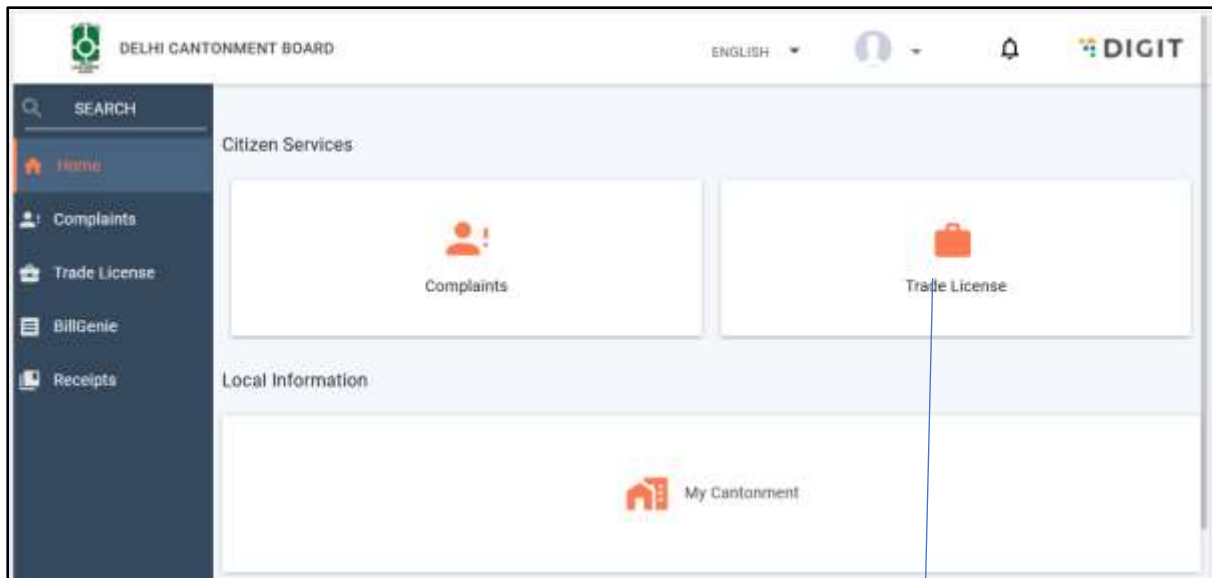 DELHI CANTONMENT BOARD
ENGLISH
DIGIT
SEARCH
Home
Complaints
Trade License
BillGenie
Receipts
Citizen Services
Complaints
Trade License
Local Information
My Cantonment